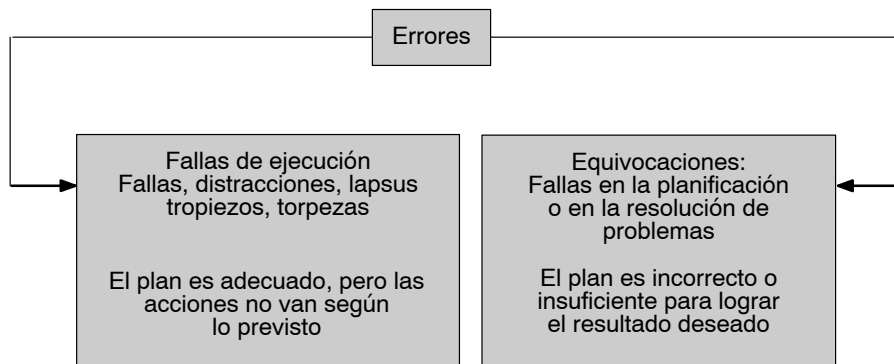 Errores
Fallas de ejecución
Fallas, distracciones, lapsus
tropiezos, torpezas
El plan es adecuado, pero las
acciones no van según
lo previsto
Equivocaciones:
Fallas en la planificación
o en la resolución de
problemas
El plan es incorrecto o
insuficiente para lograr
el resultado deseado